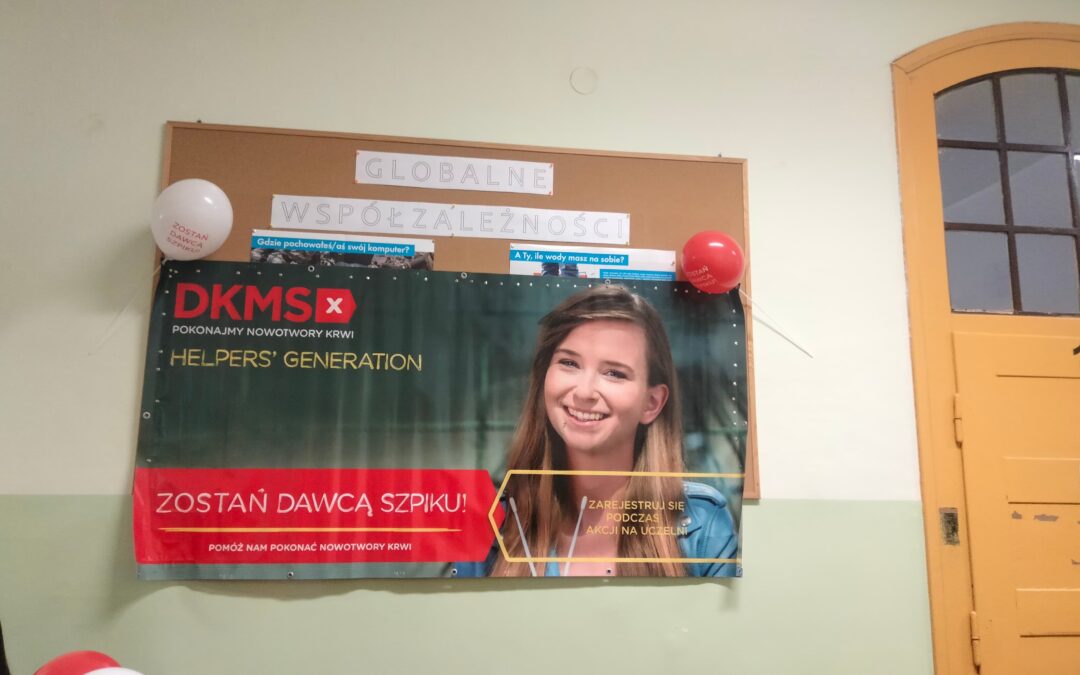 GLOBALNE
WSPÓŁZALEŻNOŚCI
Gdzie pochowałeś/aś swój komputer?
A Ty, ile wody masz na sobie?
ZOSTAŃ
DAWCĄ
SZPIKU!
ZOSTAŃ
DAWCĄ
SZPIKU!
DKMS x
POKONAJMY NOWOTWORY KRWI
HELPERS' GENERATION
ZOSTAŃ DAWCĄ SZPIKU!
POMÓŻ NAM POKONAĆ NOWOTWORY KRWI
ZAREJESTRUJ SIĘ
PODCZAS
AKCJI NA UCZELNI